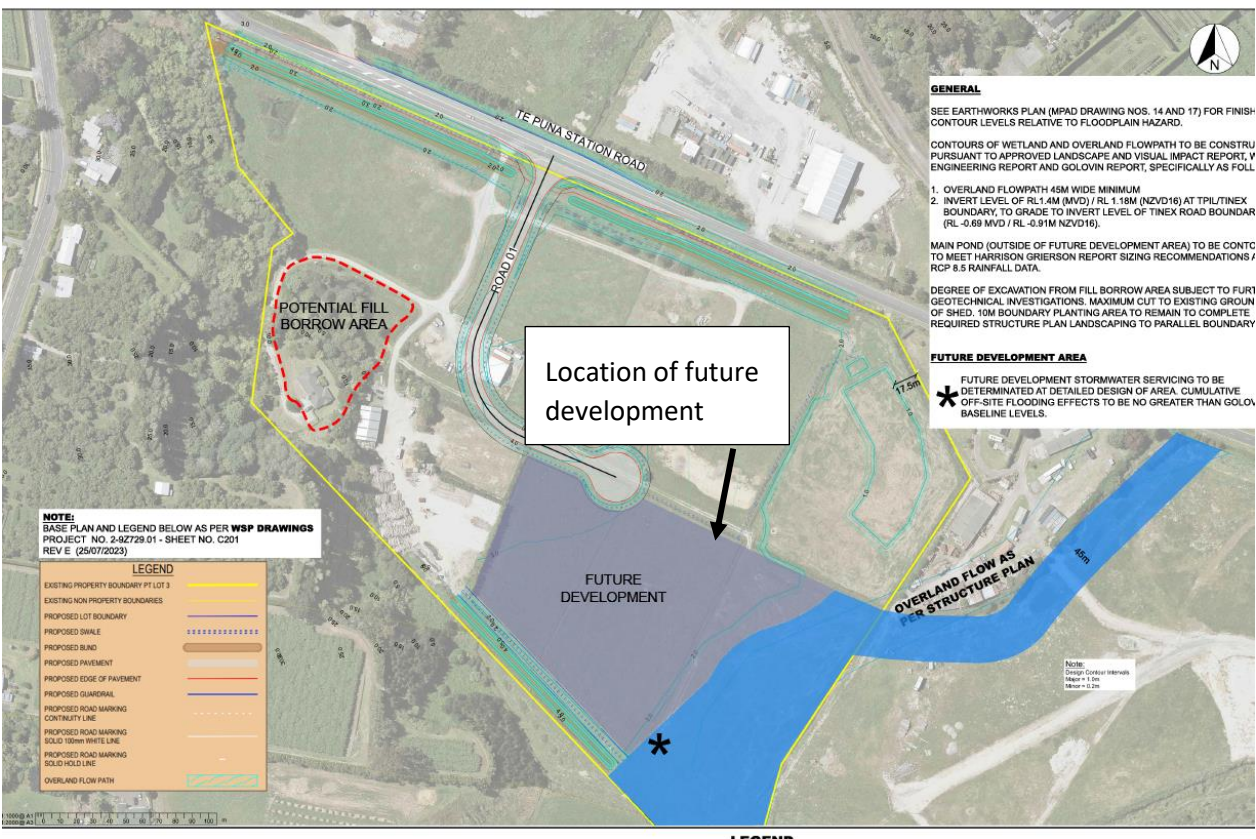 N
GENERAL
SEE EARTHWORKS PLAN (MPAD DRAWING NOS. 14 AND 17) FOR FINISH
CONTOUR LEVELS RELATIVE TO FLOODPLAIN HAZARD.
CONTOURS OF WETLAND AND OVERLAND FLOWPATH TO BE CONSTRU
PURSUANT TO APPROVED LANDSCAPE AND VISUAL IMPACT REPORT, W
ENGINEERING REPORT AND GOLOVIN REPORT, SPECIFICALLY AS FOLL
1. OVERLAND FLOWPATH 45M WIDE MINIMUM
2. INVERT LEVEL OF RL1.4M (MVD) / RL 1.18M (NZVD16) AT TPIL/TINEX
BOUNDARY, TO GRADE TO INVERT LEVEL OF TINEX ROAD BOUNDAR
(RL -0.69 MVD / RL -0.91M NZVD16).
MAIN POND (OUTSIDE OF FUTURE DEVELOPMENT AREA) TO BE CONTO
TO MEET HARRISON GRIERSON REPORT SIZING RECOMMENDATIONS A
RCP 8.5 RAINFALL DATA.
DEGREE OF EXCAVATION FROM FILL BORROW AREA SUBJECT TO FURT
GEOTECHNICAL INVESTIGATIONS. MAXIMUM CUT TO EXISTING GROUN
OF SHED. 10M BOUNDARY PLANTING AREA TO REMAIN TO COMPLETE
REQUIRED STRUCTURE PLAN LANDSCAPING TO PARALLEL BOUNDARY
FUTURE DEVELOPMENT AREA
* FUTURE DEVELOPMENT STORMWATER SERVICING TO BE
DETERMINED AT DETAILED DESIGN OF AREA. CUMULATIVE
OFF-SITE FLOODING EFFECTS TO BE NO GREATER THAN GOLOV
BASELINE LEVELS.
TE PUNA STATION ROAD
ROAD 01
POTENTIAL FILL
BORROW AREA
Location of future
development
17.5m
FUTURE
DEVELOPMENT
*
OVERLAND FLOW AS
PER STRUCTURE PLAN
45m
Note:
Design Contour Intervals
Major = 1.0m
Minor = 0.2m
NOTE:
BASE PLAN AND LEGEND BELOW AS PER WSP DRAWINGS
PROJECT NO. 2-9Z729.01 - SHEET NO. C201
REV E (25/07/2023)
LEGEND
EXISTING PROPERTY BOUNDARY PT LOT 3
EXISTING NON PROPERTY BOUNDARIES
PROPOSED LOT BOUNDARY
PROPOSED SWALE
PROPOSED BUND
PROPOSED PAVEMENT
PROPOSED EDGE OF PAVEMENT
PROPOSED GUARDRAIL
PROPOSED ROAD MARKING
CONTINUITY LINE
PROPOSED ROAD MARKING
SOLID 100mm WHITE LINE
PROPOSED ROAD MARKING
SOLID HOLD LINE
OVERLAND FLOW PATH
0 10 20 30 40 50 60 70 80 90 100 m